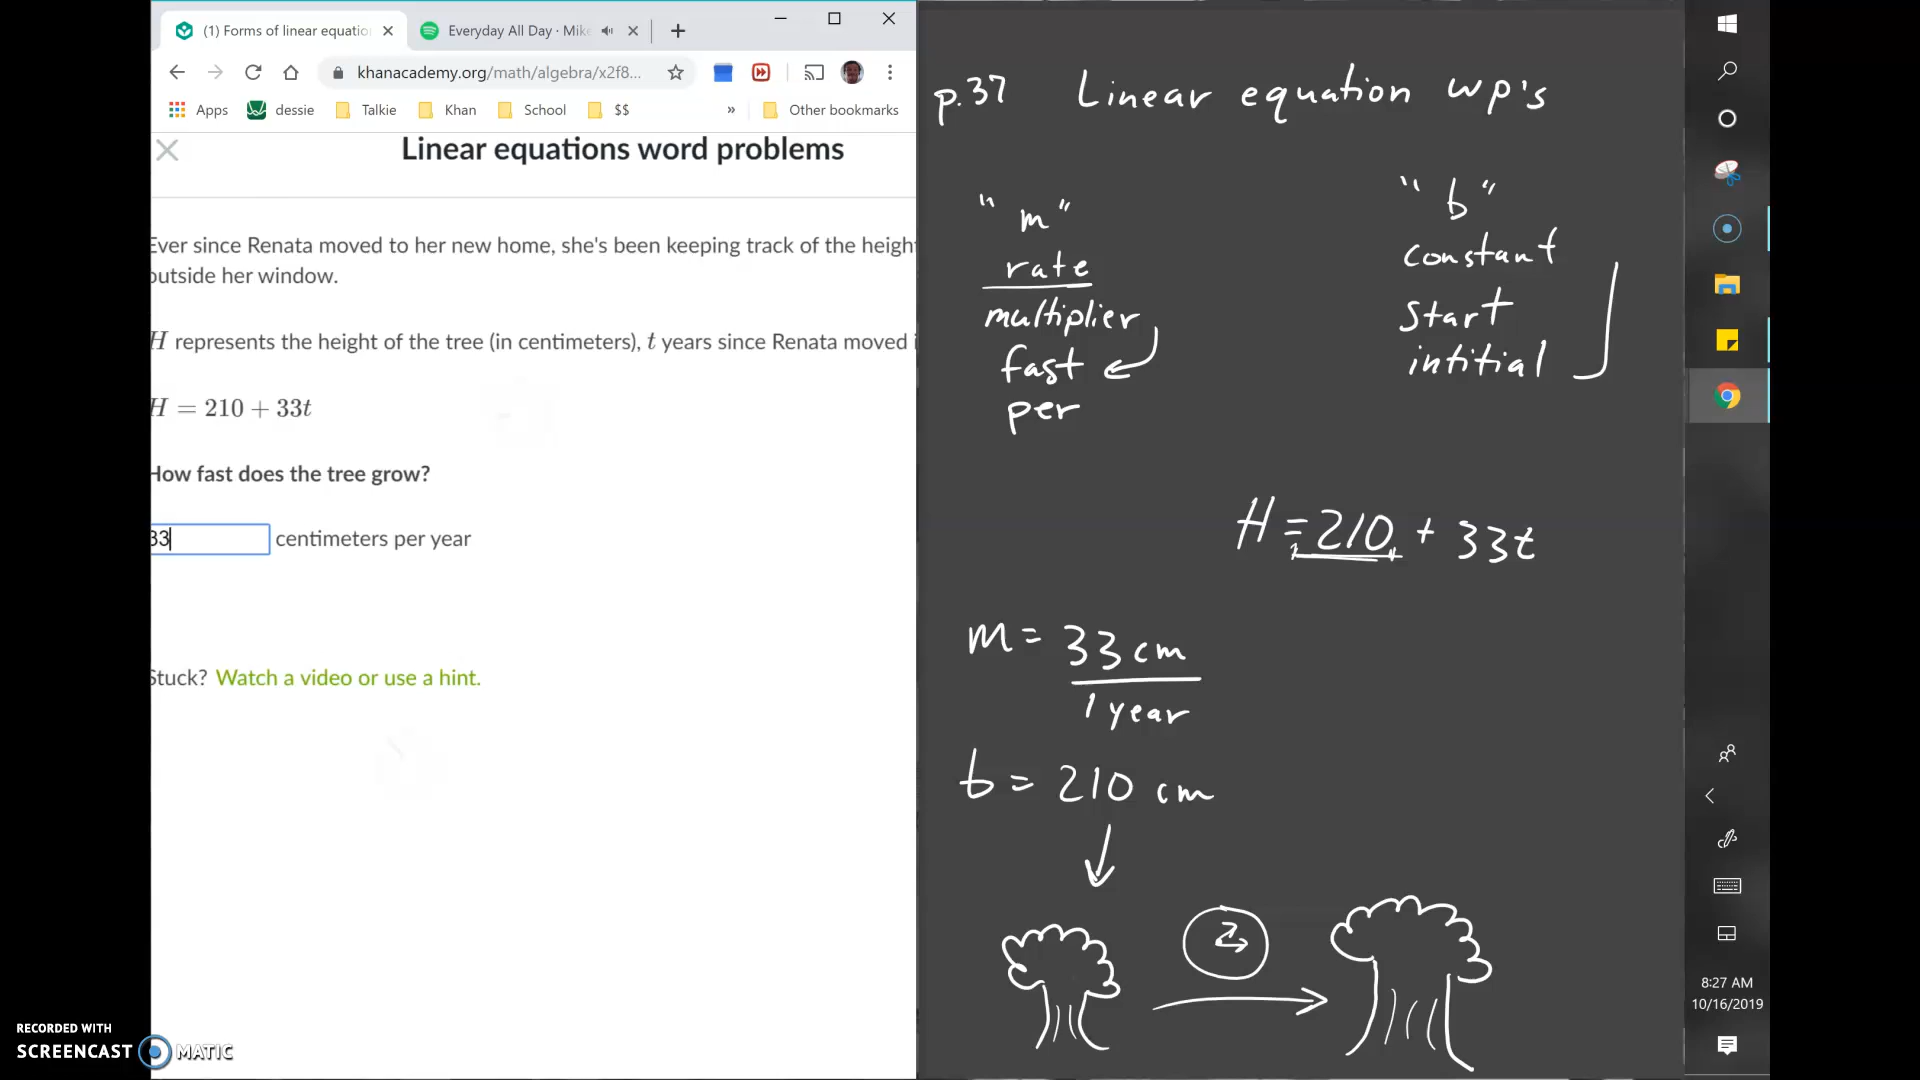 (1) Forms of linear equatio
Everyday All Day · Mik
khanacademy.org/math/algebra/x2f8...
Apps dessie Talkie Khan School $$ » Other bookmarks
Linear equations word problems
Ever since Renata moved to her new home, she's been keeping track of the heigh
outside her window.
H represents the height of the tree (in centimeters), t years since Renata moved i
H = 210 + 33t
How fast does the tree grow?
33 centimeters per year
Stuck? Watch a video or use a hint.
p.37 Linear equation wp's
"m"
rate
multiplier
fast
per
"b"
constant
start
intitial
H = 210 + 33t
m = 33 cm
1 year
b = 210 cm
8:27 AM
10/16/2019
RECORDED WITH
SCREENCAST MATIC